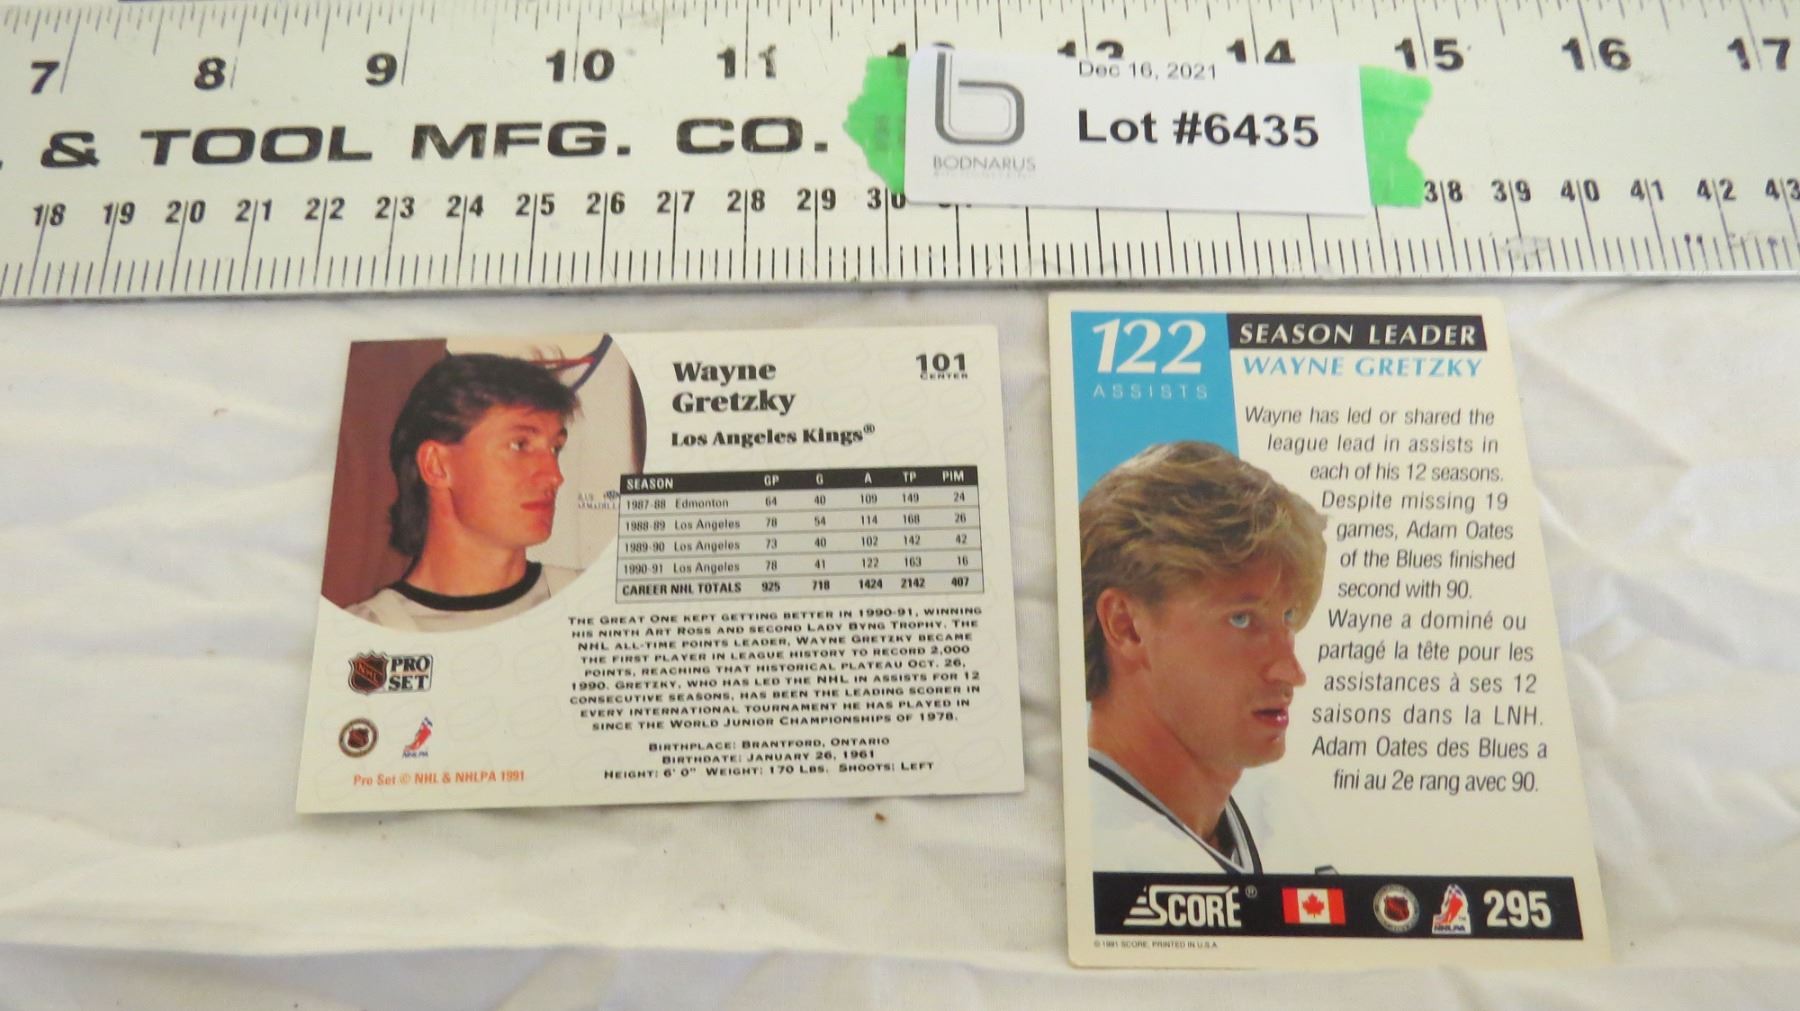 7 8 9 10 11 12 13 14 15 16 17
Dec 16, 2021
Lot #6435
BODNARUS
& TOOL MFG. CO.
18 19 20 21 22 23 24 25 26 27 28 29 30 38 39 40 41 42 43
Wayne
Gretzky
Los Angeles Kings®
101
CENTER
SEASON GP G A TP PIM
1987-88 Edmonton 64 40 109 149 24
1988-89 Los Angeles 78 54 114 168 26
1989-90 Los Angeles 73 40 102 142 42
1990-91 Los Angeles 78 41 122 163 16
CAREER NHL TOTALS 925 718 1424 2142 407
THE GREAT ONE KEPT GETTING BETTER IN 1990-91, WINNING
HIS NINTH ART ROSS AND SECOND LADY BYNG TROPHY. THE
NHL ALL-TIME POINTS LEADER, WAYNE GRETZKY BECAME
THE FIRST PLAYER IN LEAGUE HISTORY TO RECORD 2,000
POINTS, REACHING THAT HISTORICAL PLATEAU OCT. 26,
1990. GRETZKY, WHO HAS LED THE NHL IN ASSISTS FOR 12
CONSECUTIVE SEASONS, HAS BEEN THE LEADING SCORER IN
EVERY INTERNATIONAL TOURNAMENT HE HAS PLAYED IN
SINCE THE WORLD JUNIOR CHAMPIONSHIPS OF 1978.
BIRTHPLACE: BRANTFORD, ONTARIO
BIRTHDATE: JANUARY 26, 1961
HEIGHT: 6' 0" WEIGHT: 170 LBS. SHOOTS: LEFT
NHL PRO
SET
NHLPA
Pro Set © NHL & NHLPA 1991
122
ASSISTS
SEASON LEADER
WAYNE GRETZKY
Wayne has led or shared the
league lead in assists in
each of his 12 seasons.
Despite missing 19
games, Adam Oates
of the Blues finished
second with 90.
Wayne a dominé ou
partagé la tête pour les
assistances à ses 12
saisons dans la LNH.
Adam Oates des Blues a
fini au 2e rang avec 90.
SCORE® NHLPA 295
© 1991 SCORE, PRINTED IN U.S.A.